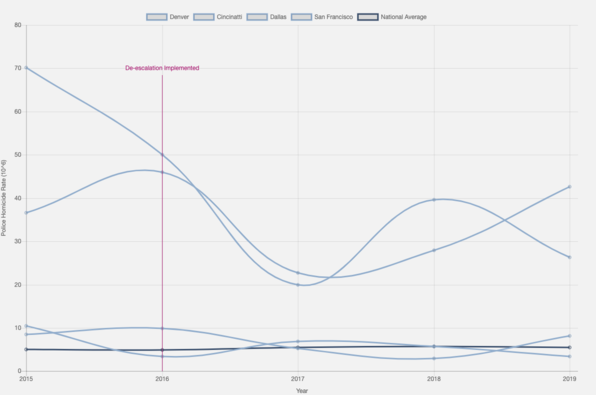 Denver Cincinatti Dallas San Francisco National Average
80
De-escalation Implemented
70
60
50
40
30
20
10
0
Police Homicide Rate (10^6)
2015 2016 2017 2018 2019
Year